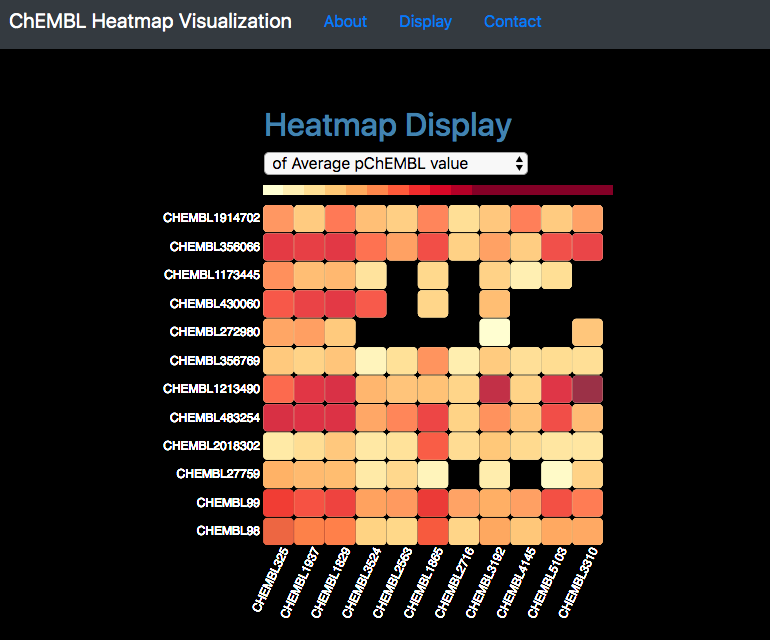 ChEMBL Heatmap Visualization About Display Contact
Heatmap Display
of Average pChEMBL value
CHEMBL1914702
CHEMBL356066
CHEMBL1173445
CHEMBL430060
CHEMBL272980
CHEMBL356769
CHEMBL1213490
CHEMBL483254
CHEMBL2018302
CHEMBL27759
CHEMBL99
CHEMBL98
CHEMBL325 CHEMBL1937 CHEMBL1829 CHEMBL3524 CHEMBL2563 CHEMBL1865 CHEMBL2716 CHEMBL3192 CHEMBL4145 CHEMBL5103 CHEMBL3310